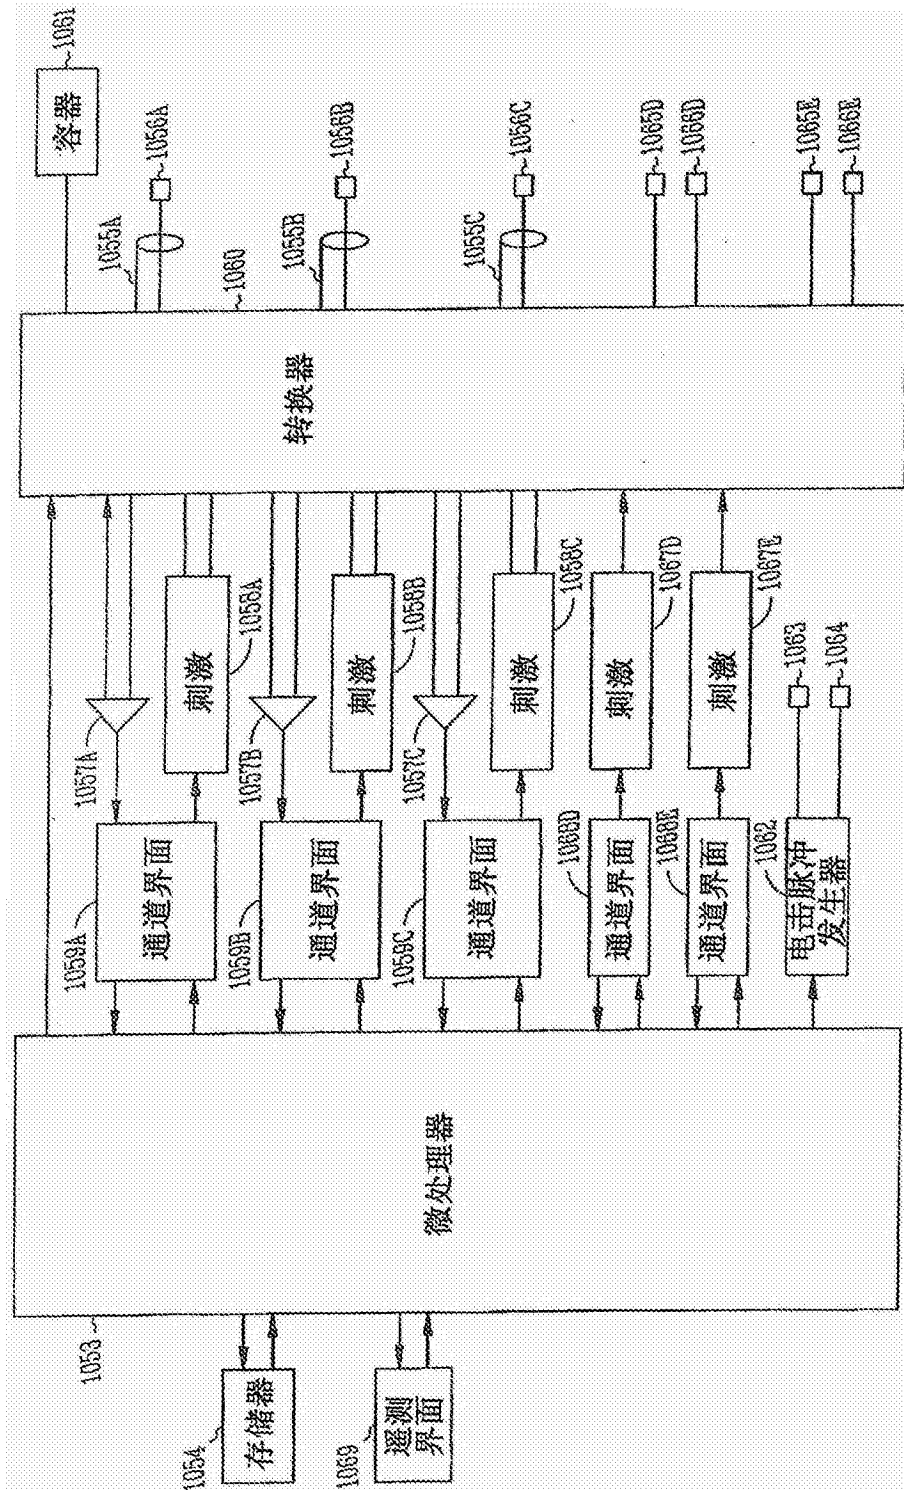 1053
微处理器
1054
存储器
1069
遥测
界面
1059A
通道界面
1057A
刺激
1058A
1059B
通道界面
1057B
刺激
1058B
1059C
通道界面
1057C
刺激
1058C
1068D
通道界面
刺激
1067D
1068E
通道界面
刺激
1067E
1062
电击脉冲
发生器
1063
1064
转换器
1060
容器
1061
1055A
1056A
1055B
1056B
1055C
1056C
1065D
1066D
1065E
1066E